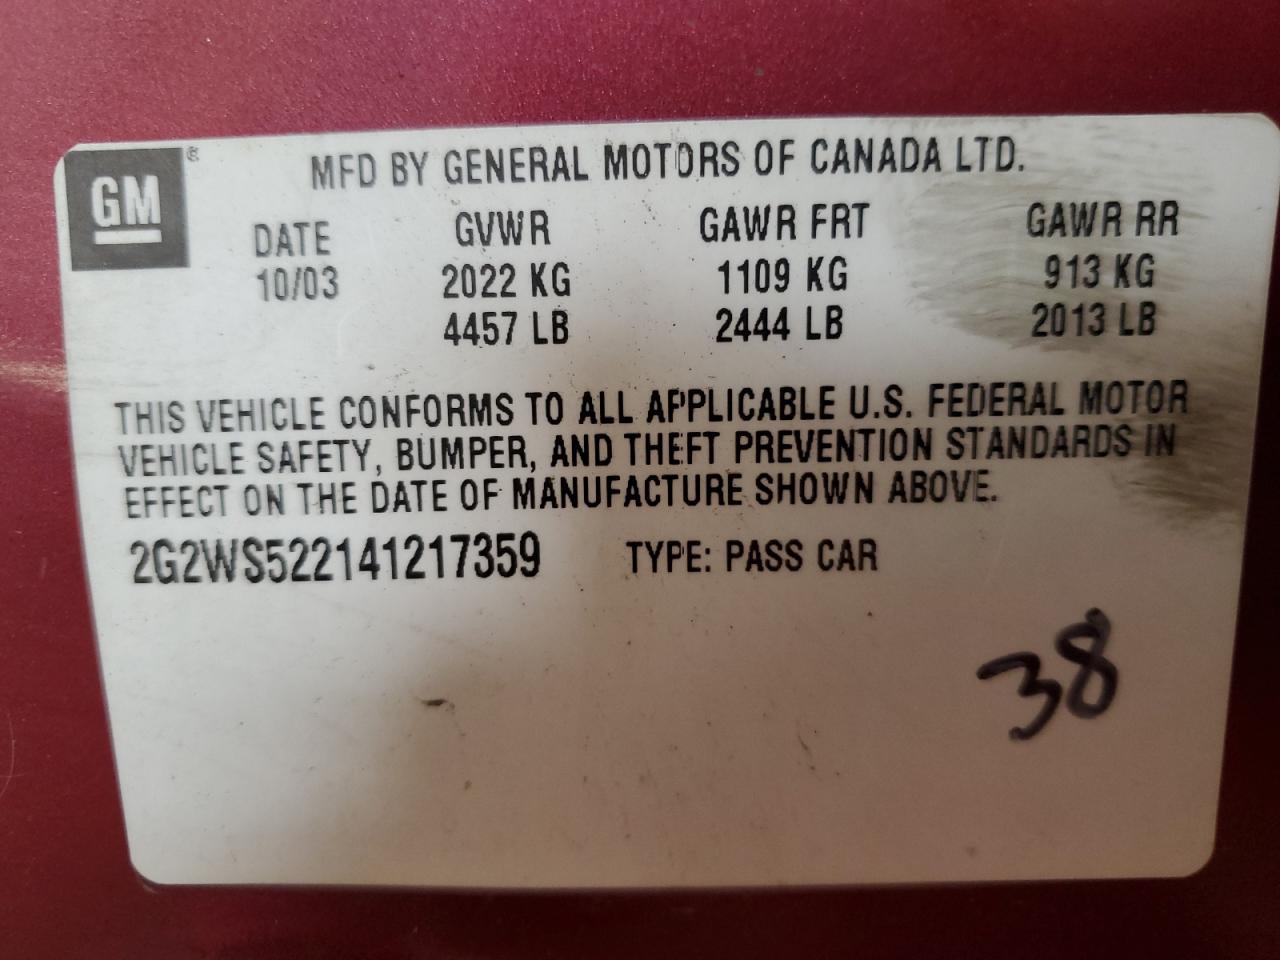 GM ®
MFD BY GENERAL MOTORS OF CANADA LTD.
DATE GVWR GAWR FRT GAWR RR
10/03 2022 KG 1109 KG 913 KG
4457 LB 2444 LB 2013 LB
THIS VEHICLE CONFORMS TO ALL APPLICABLE U.S. FEDERAL MOTOR
VEHICLE SAFETY, BUMPER, AND THEFT PREVENTION STANDARDS IN
EFFECT ON THE DATE OF MANUFACTURE SHOWN ABOVE.
2G2WS522141217359 TYPE: PASS CAR
38